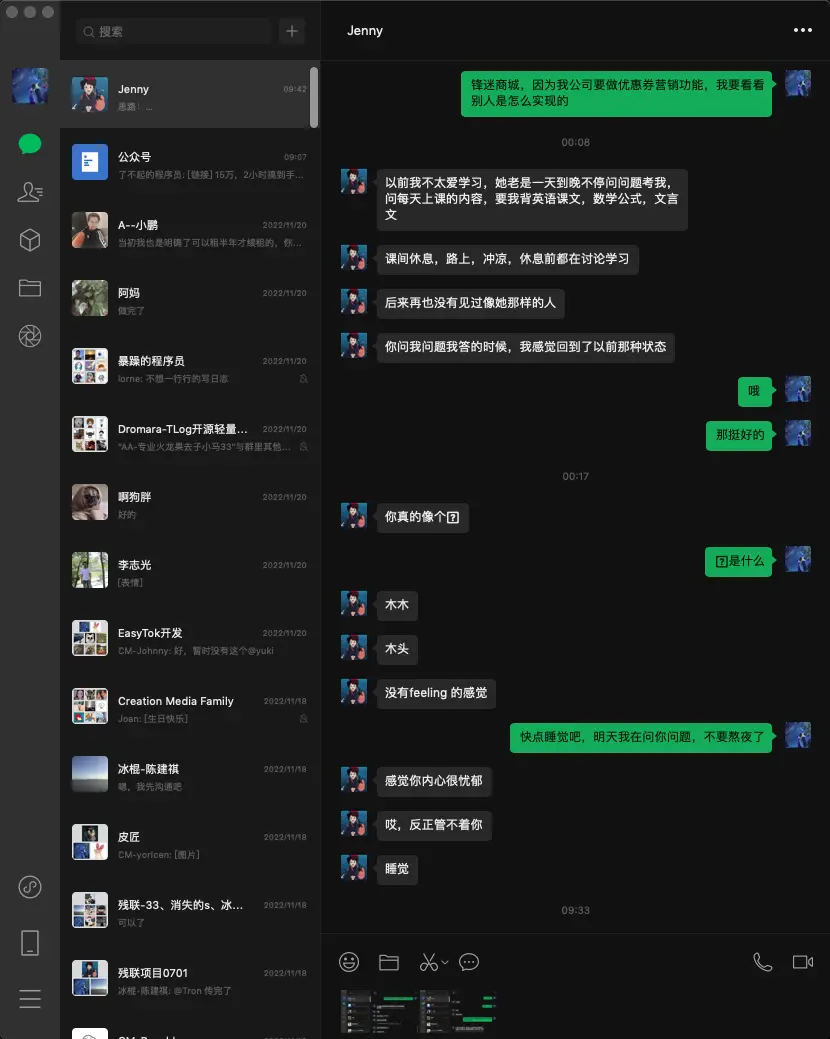 搜索
Jenny
09:42
思路：...
公众号
09:07
了不起的程序员: [链接] 15万，2小时搞到手...
A--小鹏
2022/11/20
当初我也是明确了可以租半年才续租的，你...
阿妈
2022/11/20
做完了
暴躁的程序员
2022/11/20
lorne: 不想一行行的写日志
Dromara-TLog开源轻量...
2022/11/20
"AA-专业火龙果去子小马33"与群里其他...
啊狗胖
2022/11/20
好的
李志光
2022/11/20
[表情]
EasyTok开发
2022/11/20
CM-Johnny: 好，暂时没有这个@yuki
Creation Media Family
2022/11/18
Joan: [生日快乐]
冰棍-陈建祺
2022/11/18
嗯，我先沟通吧
皮匠
2022/11/18
CM-yoricen: [图片]
残联-33、消失的s、冰...
2022/11/18
可以了
残联项目0701
2022/11/18
冰棍-陈建祺: @Tron 传完了
Jenny
锋迷商城，因为我公司要做优惠券营销功能，我要看看
别人是怎么实现的
00:08
以前我不太爱学习，她老是一天到晚不停问问题考我，
问每天上课的内容，要我背英语课文，数学公式，文言
文
课间休息，路上，冲凉，休息前都在讨论学习
后来再也没有见过像她那样的人
你问我问题我答的时候，我感觉回到了以前那种状态
哦
那挺好的
00:17
你真的像个?
?是什么
木木
木头
没有feeling 的感觉
快点睡觉吧，明天我在问你问题，不要熬夜了
感觉你内心很忧郁
哎，反正管不着你
睡觉
09:33